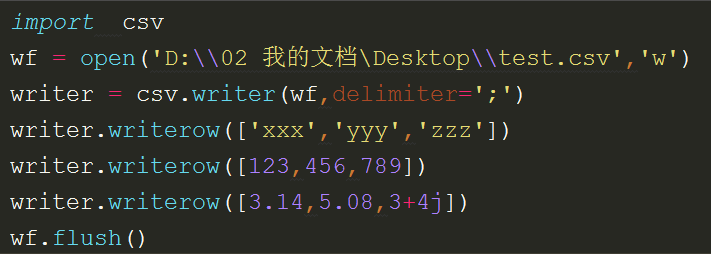 import  csv
wf = open('D:\\02 我的文档\Desktop\\test.csv','w')
writer = csv.writer(wf,delimiter=';')
writer.writerow(['xxx','yyy','zzz'])
writer.writerow([123,456,789])
writer.writerow([3.14,5.08,3+4j])
wf.flush()